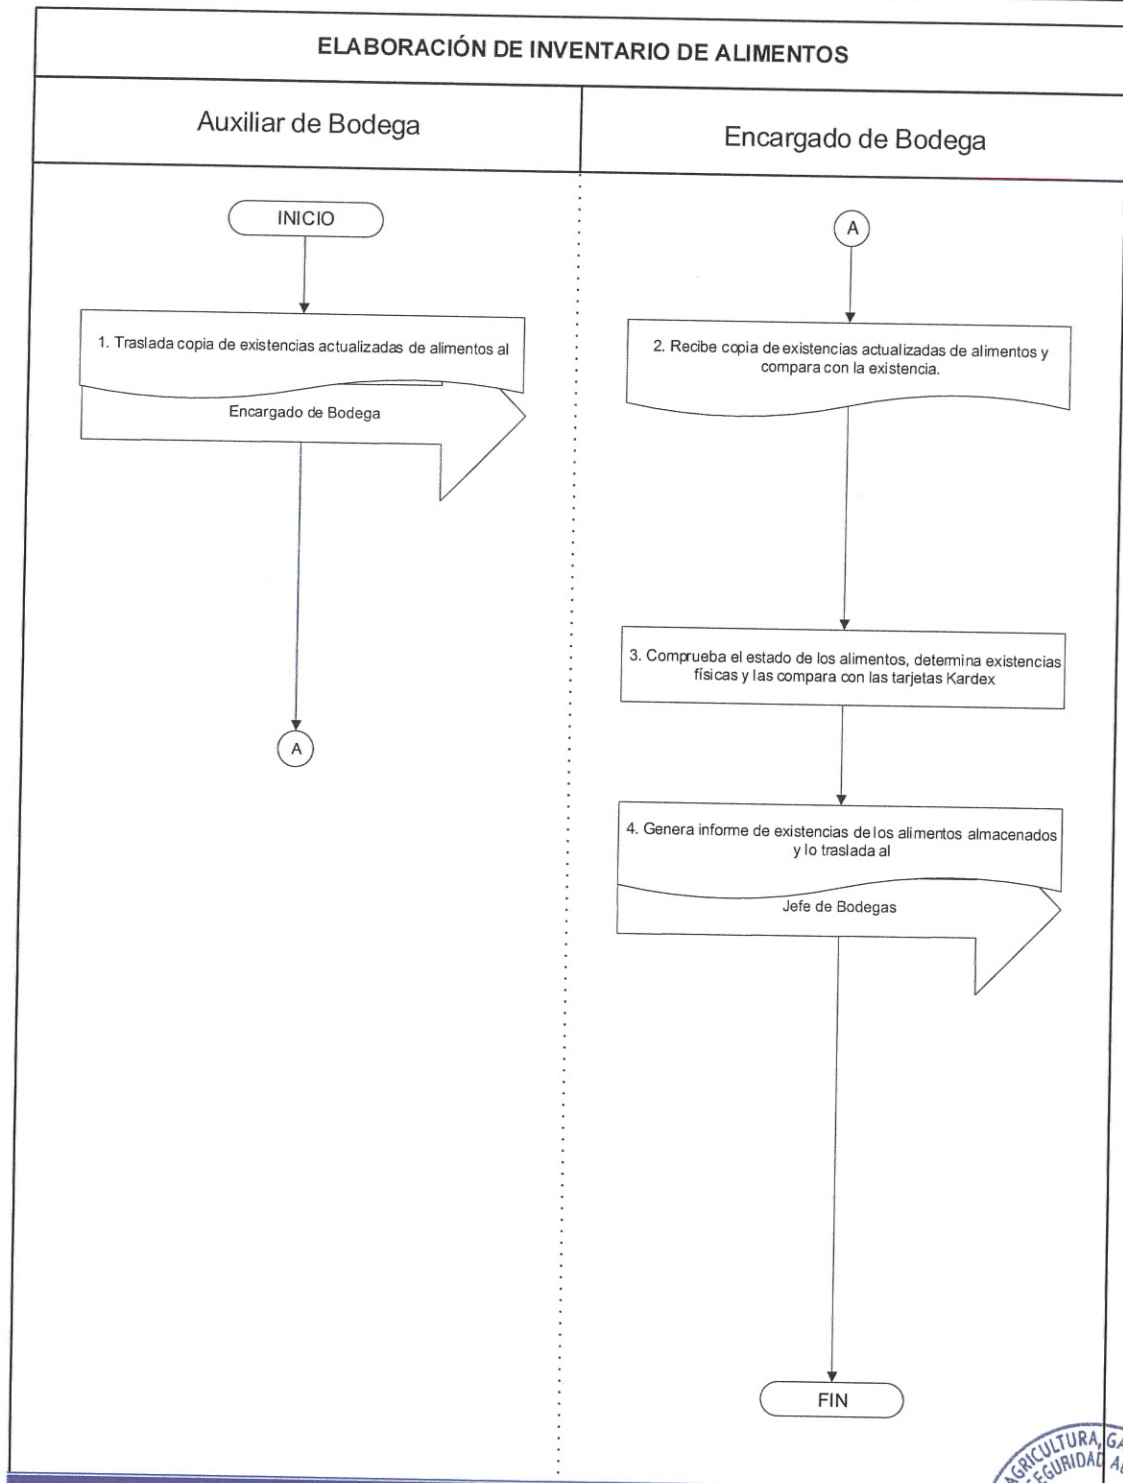 ELABORACIÓN DE INVENTARIO DE ALIMENTOS
Auxiliar de Bodega
Encargado de Bodega
INICIO
1. Traslada copia de existencias actualizadas de alimentos al
Encargado de Bodega
A
A
2. Recibe copia de existencias actualizadas de alimentos y
compara con la existencia.
3. Comprueba el estado de los alimentos, determina existencias
físicas y las compara con las tarjetas Kardex
4. Genera informe de existencias de los alimentos almacenados
y lo traslada al
Jefe de Bodegas
FIN
AGRICULTURA,
SEGURIDAD